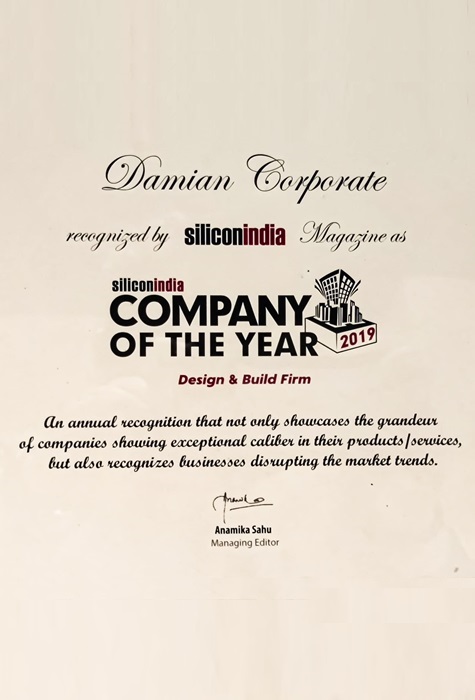 Damian Corporate
recognized by siliconindia Magazine as
siliconindia
COMPANY
OF THE YEAR 2019
Design & Build Firm
An annual recognition that not only showcases the grandeur
of companies showing exceptional caliber in their products/services,
but also recognizes businesses disrupting the market trends.
Anamika Sahu
Managing Editor